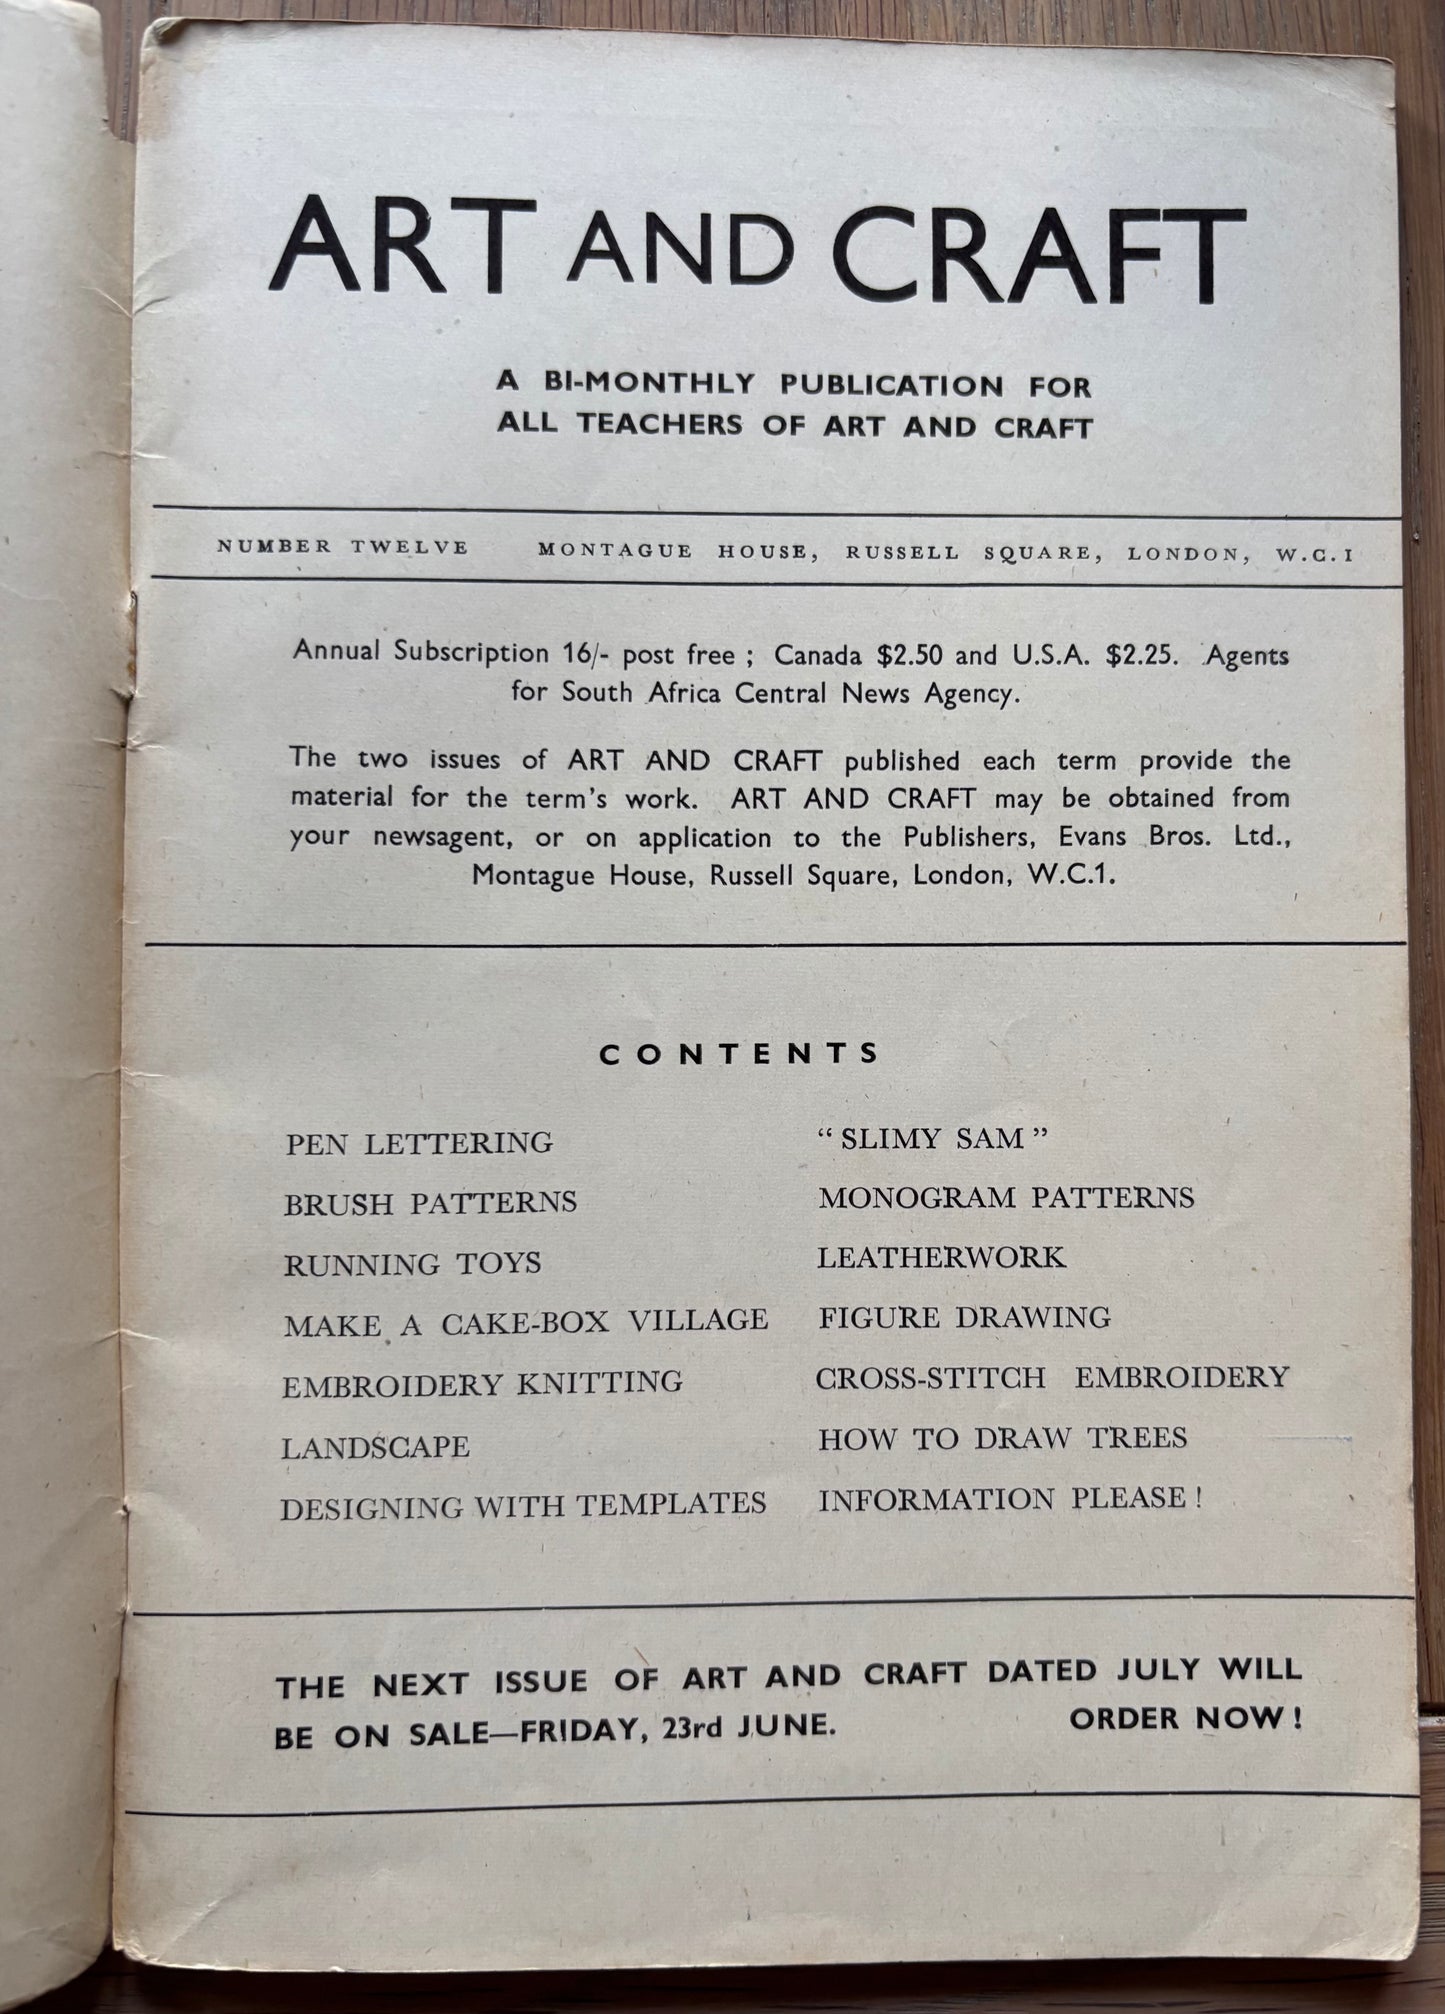 ART AND CRAFT
A BI-MONTHLY PUBLICATION FOR
ALL TEACHERS OF ART AND CRAFT
NUMBER TWELVE MONTAGUE HOUSE, RUSSELL SQUARE, LONDON, W.C.1
Annual Subscription 16/- post free ; Canada $2.50 and U.S.A. $2.25. Agents
for South Africa Central News Agency.
The two issues of ART AND CRAFT published each term provide the
material for the term's work. ART AND CRAFT may be obtained from
your newsagent, or on application to the Publishers, Evans Bros. Ltd.,
Montague House, Russell Square, London, W.C.1.
CONTENTS
PEN LETTERING
BRUSH PATTERNS
RUNNING TOYS
MAKE A CAKE-BOX VILLAGE
EMBROIDERY KNITTING
LANDSCAPE
DESIGNING WITH TEMPLATES
“ SLIMY SAM ”
MONOGRAM PATTERNS
LEATHERWORK
FIGURE DRAWING
CROSS-STITCH EMBROIDERY
HOW TO DRAW TREES
INFORMATION PLEASE !
THE NEXT ISSUE OF ART AND CRAFT DATED JULY WILL
BE ON SALE—FRIDAY, 23rd JUNE. ORDER NOW !